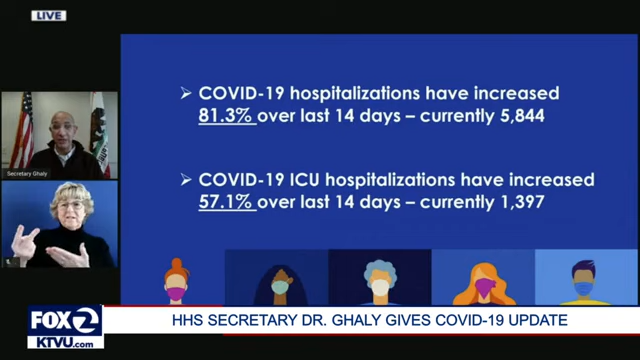 LIVE
➤ COVID-19 hospitalizations have increased
81.3% over last 14 days – currently 5,844
➤ COVID-19 ICU hospitalizations have increased
57.1% over last 14 days – currently 1,397
Secretary Ghaly
FOX 2
KTVU.com
HHS SECRETARY DR. GHALY GIVES COVID-19 UPDATE